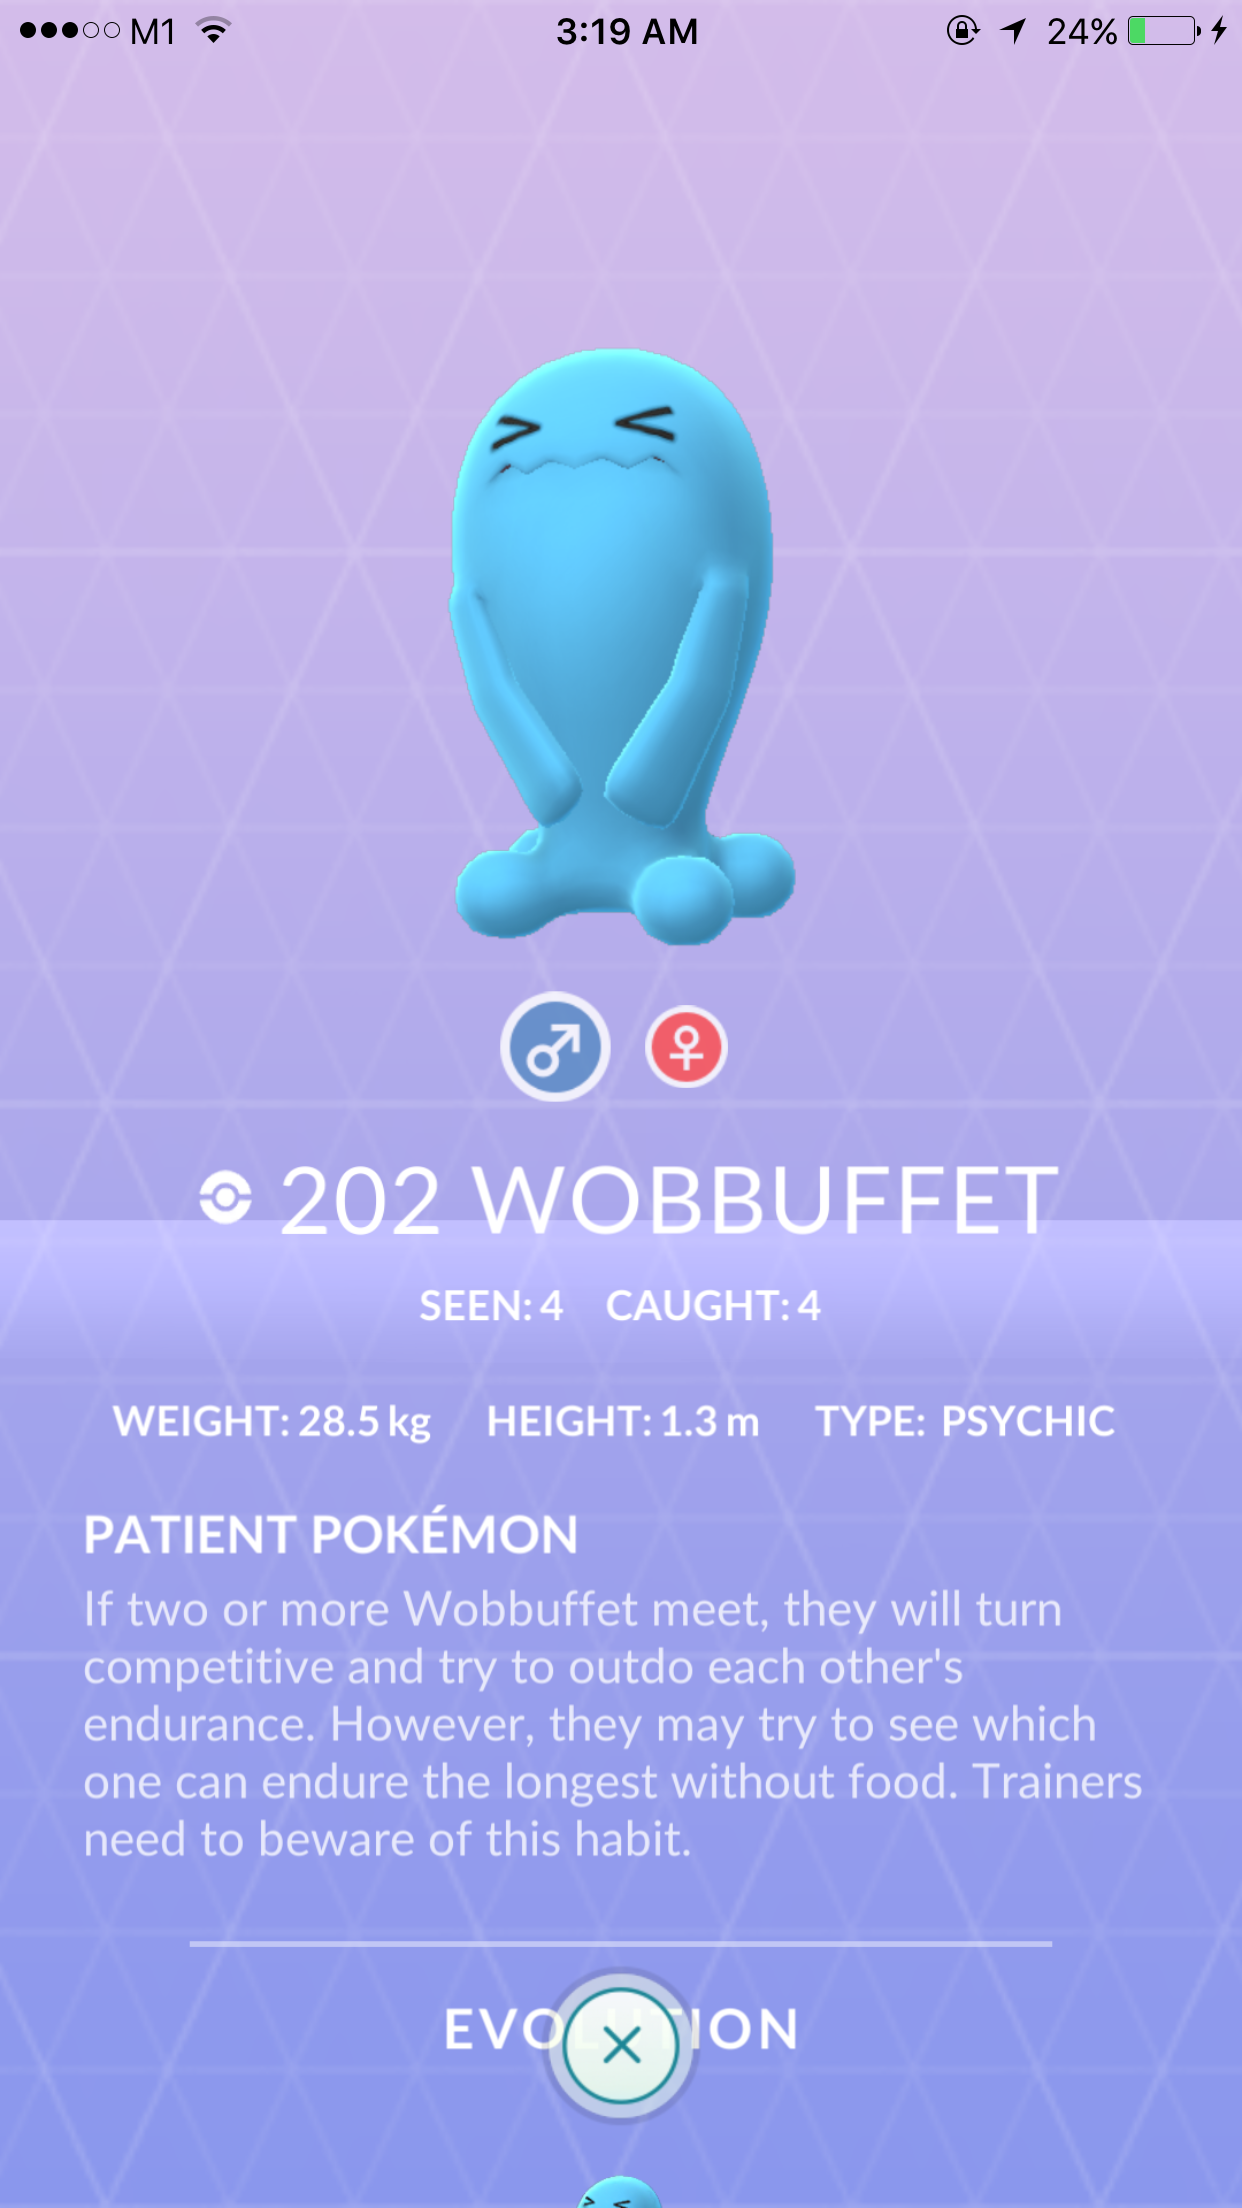 M1 3:19 AM 24%
202 WOBBUFFET
SEEN: 4 CAUGHT: 4
WEIGHT: 28.5 kg HEIGHT: 1.3 m TYPE: PSYCHIC
PATIENT POKÉMON
If two or more Wobbuffet meet, they will turn
competitive and try to outdo each other's
endurance. However, they may try to see which
one can endure the longest without food. Trainers
need to beware of this habit.
EVOLUTION